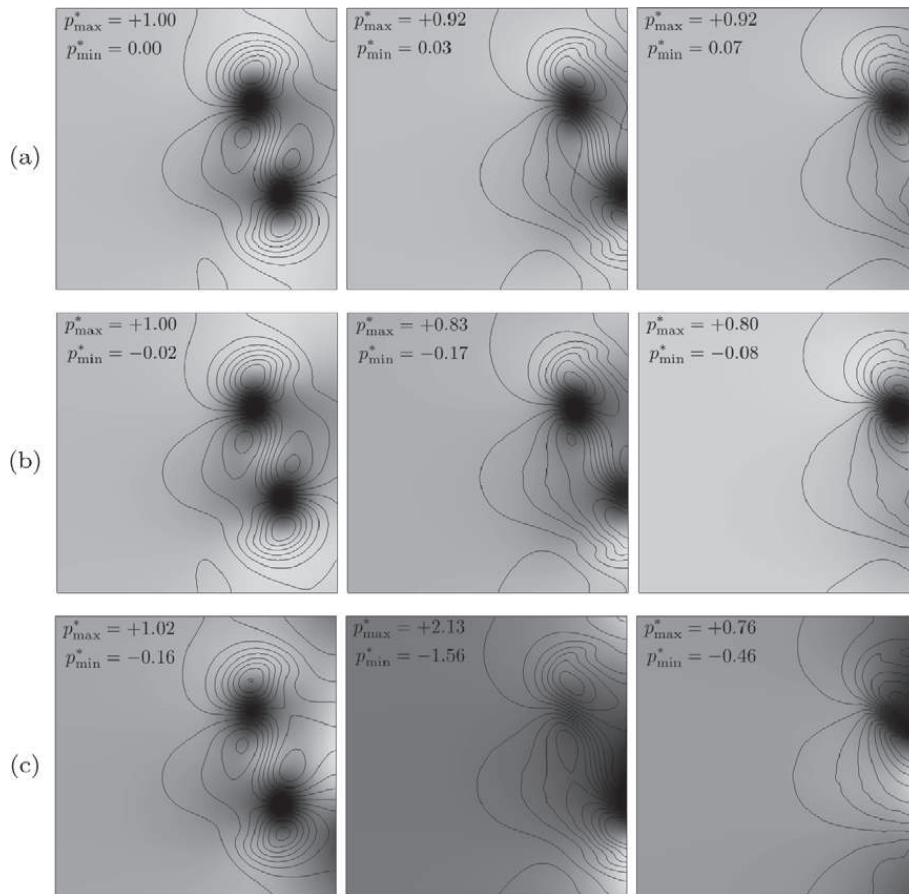 p*max = +1.00
p*min = 0.00
p*max = +0.92
p*min = 0.03
p*max = +0.92
p*min = 0.07
(a)
p*max = +1.00
p*min = −0.02
p*max = +0.83
p*min = −0.17
p*max = +0.80
p*min = −0.08
(b)
p*max = +1.02
p*min = −0.16
p*max = +2.13
p*min = −1.56
p*max = +0.76
p*min = −0.46
(c)